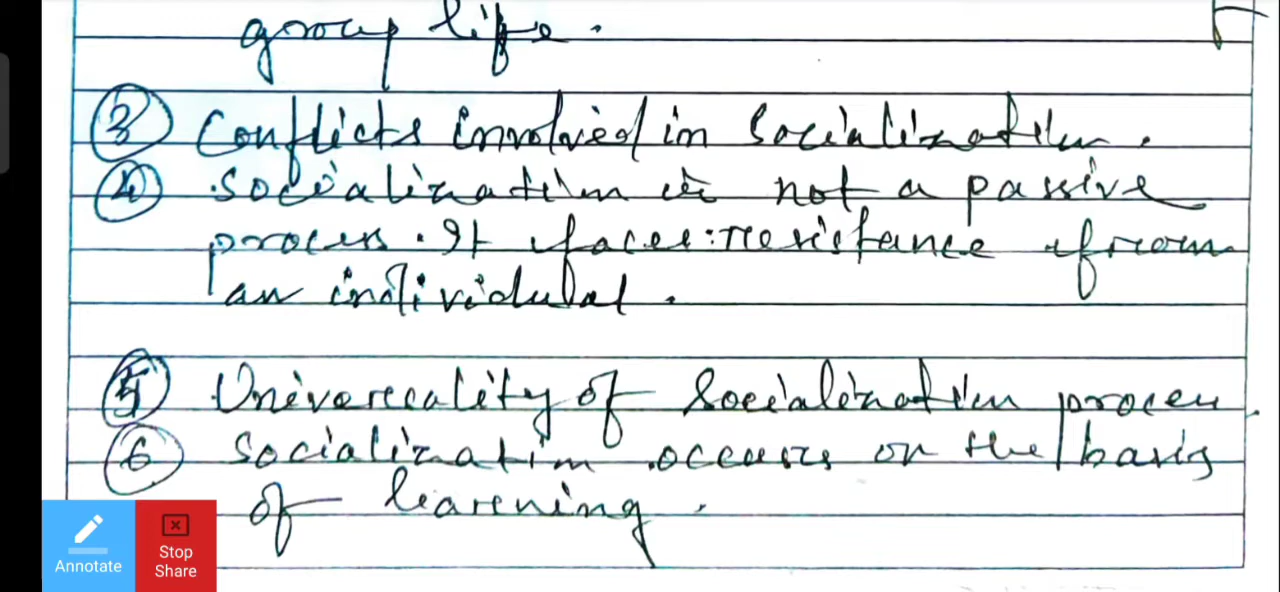 group life.
③ Conflicts involved in Socialization.
④ Socialization is not a passive
process. It faces resistance from
an individual.
⑤ Universality of Socialization process.
⑥ Socialization occurs on the basis
of learning.
Annotate
Stop
Share